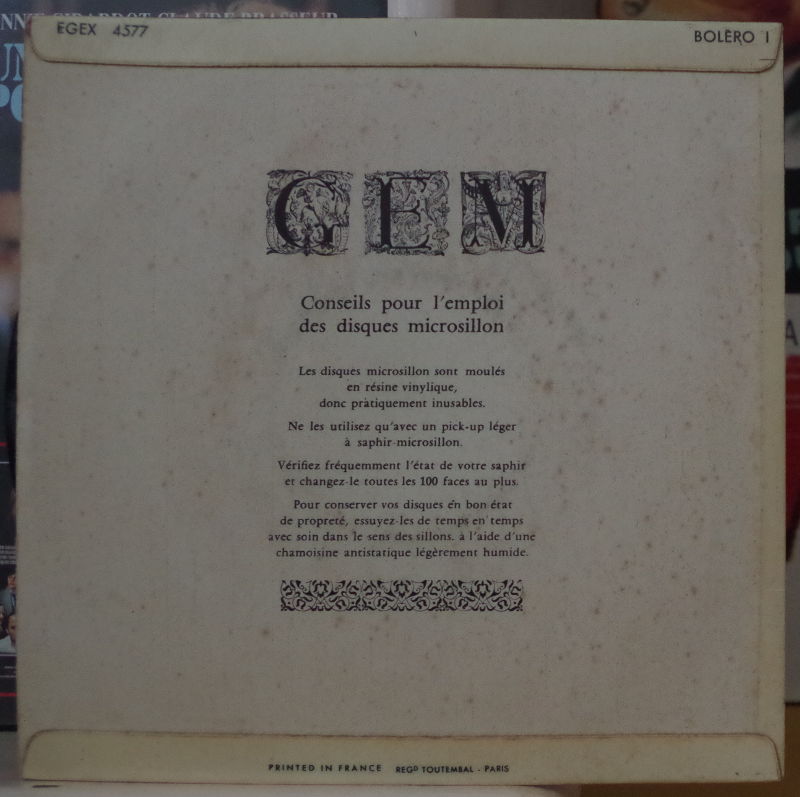 CLAUDE BRASSEUR
EGEX 4577
BOLÈRO I
GEM
Conseils pour l'emploi
des disques microsillon
Les disques microsillon sont moulés
en résine vinylique,
donc pratiquement inusables.
Ne les utilisez qu'avec un pick-up léger
à saphir-microsillon.
Vérifiez fréquemment l'état de votre saphir
et changez-le toutes les 100 faces au plus.
Pour conserver vos disques en bon état
de propreté, essuyez-les de temps en temps
avec soin dans le sens des sillons. à l'aide d'une
chamoisine antistatique légèrement humide.
PRINTED IN FRANCE REGD TOUTEMBAL - PARIS